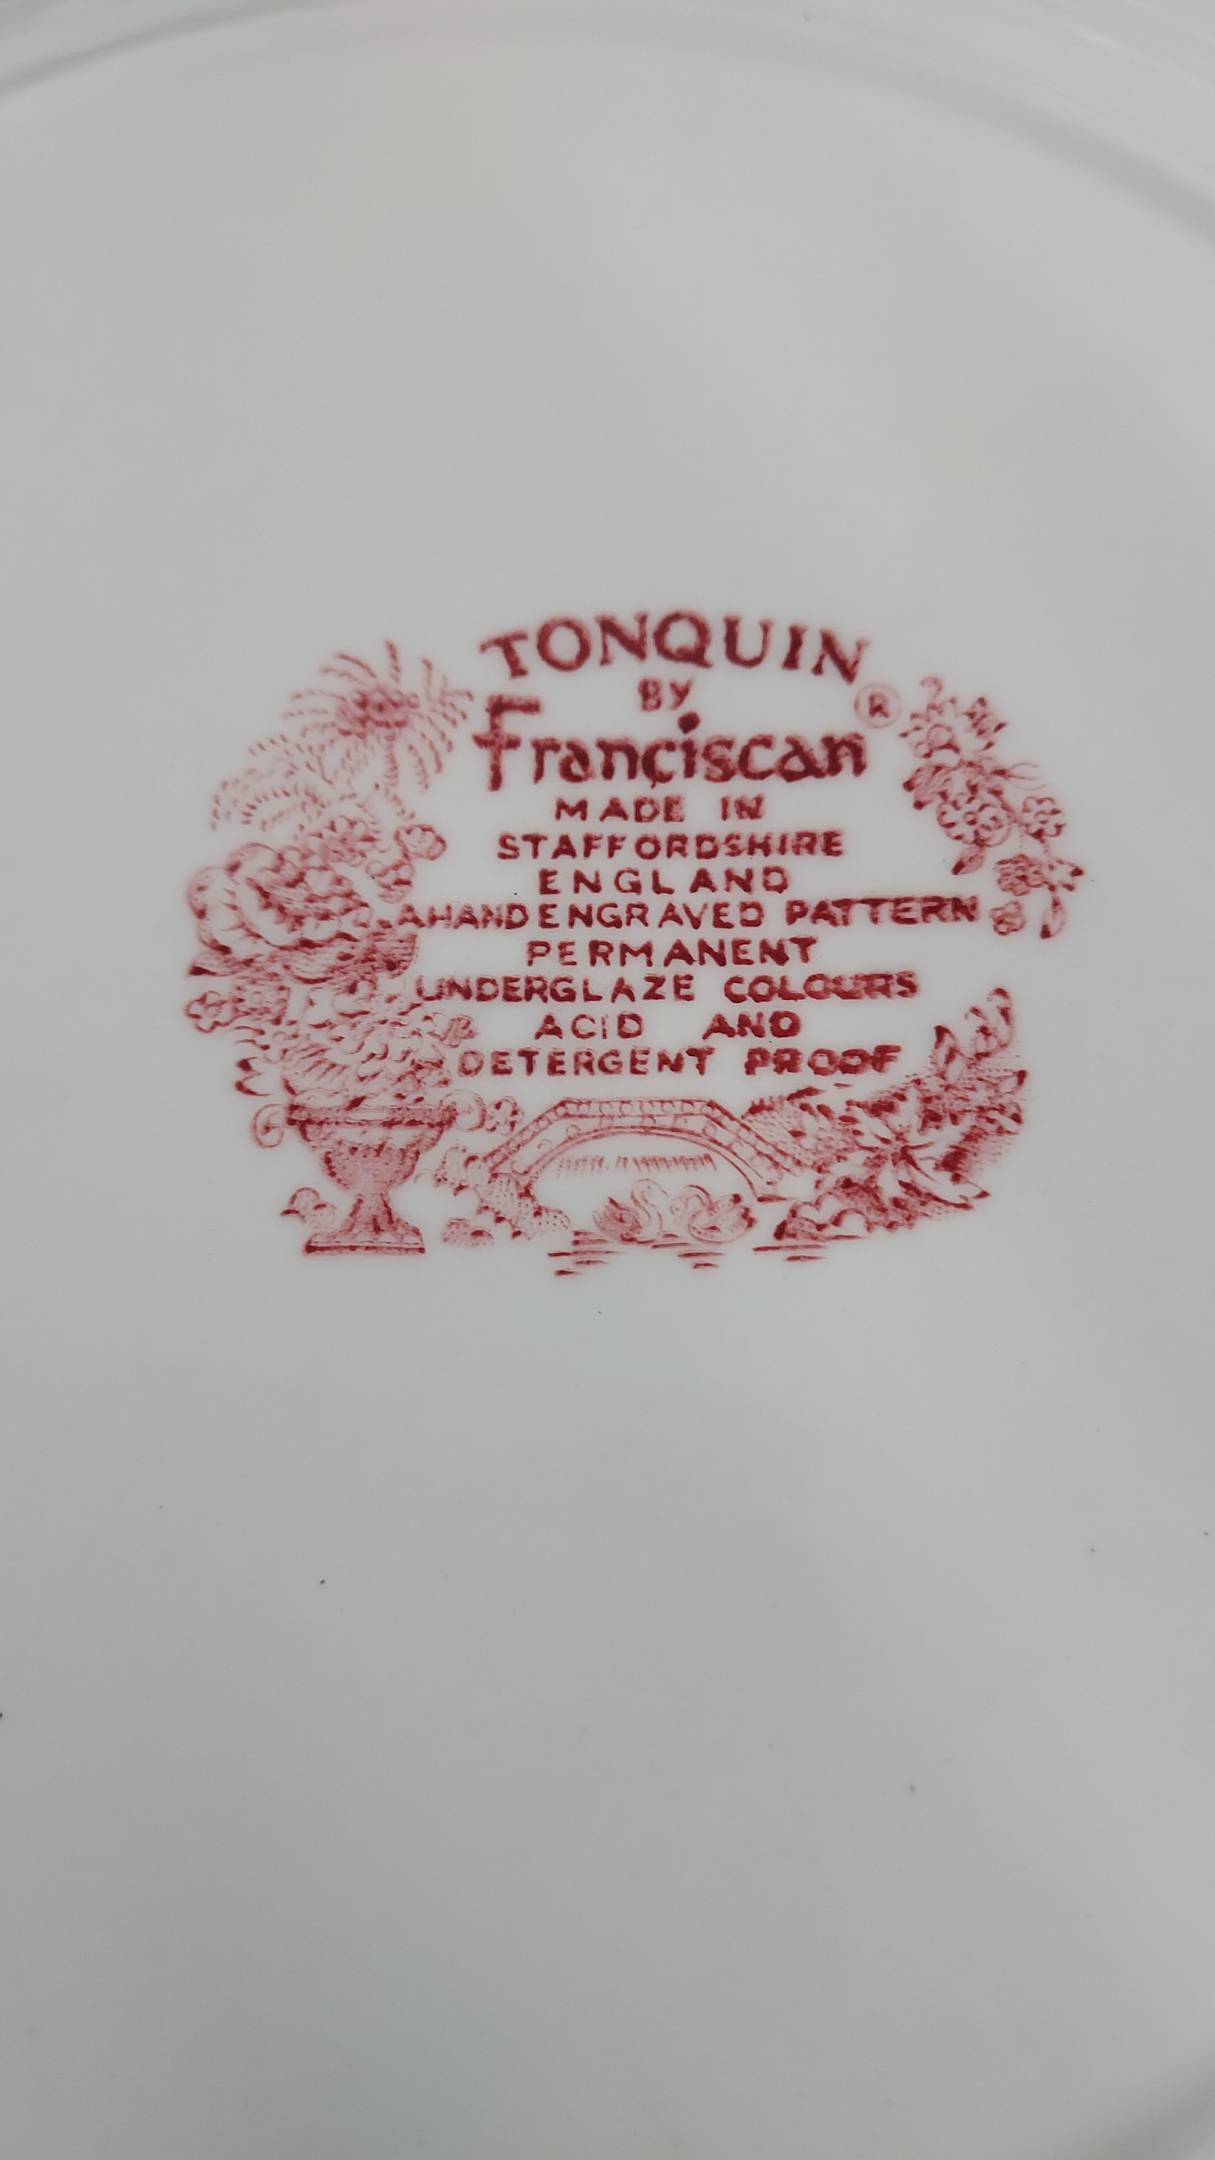 TONQUIN
BY
Franciscan ®
MADE IN
STAFFORDSHIRE
ENGLAND
A HAND ENGRAVED PATTERN
PERMANENT
UNDERGLAZE COLOURS
ACID AND
DETERGENT PROOF